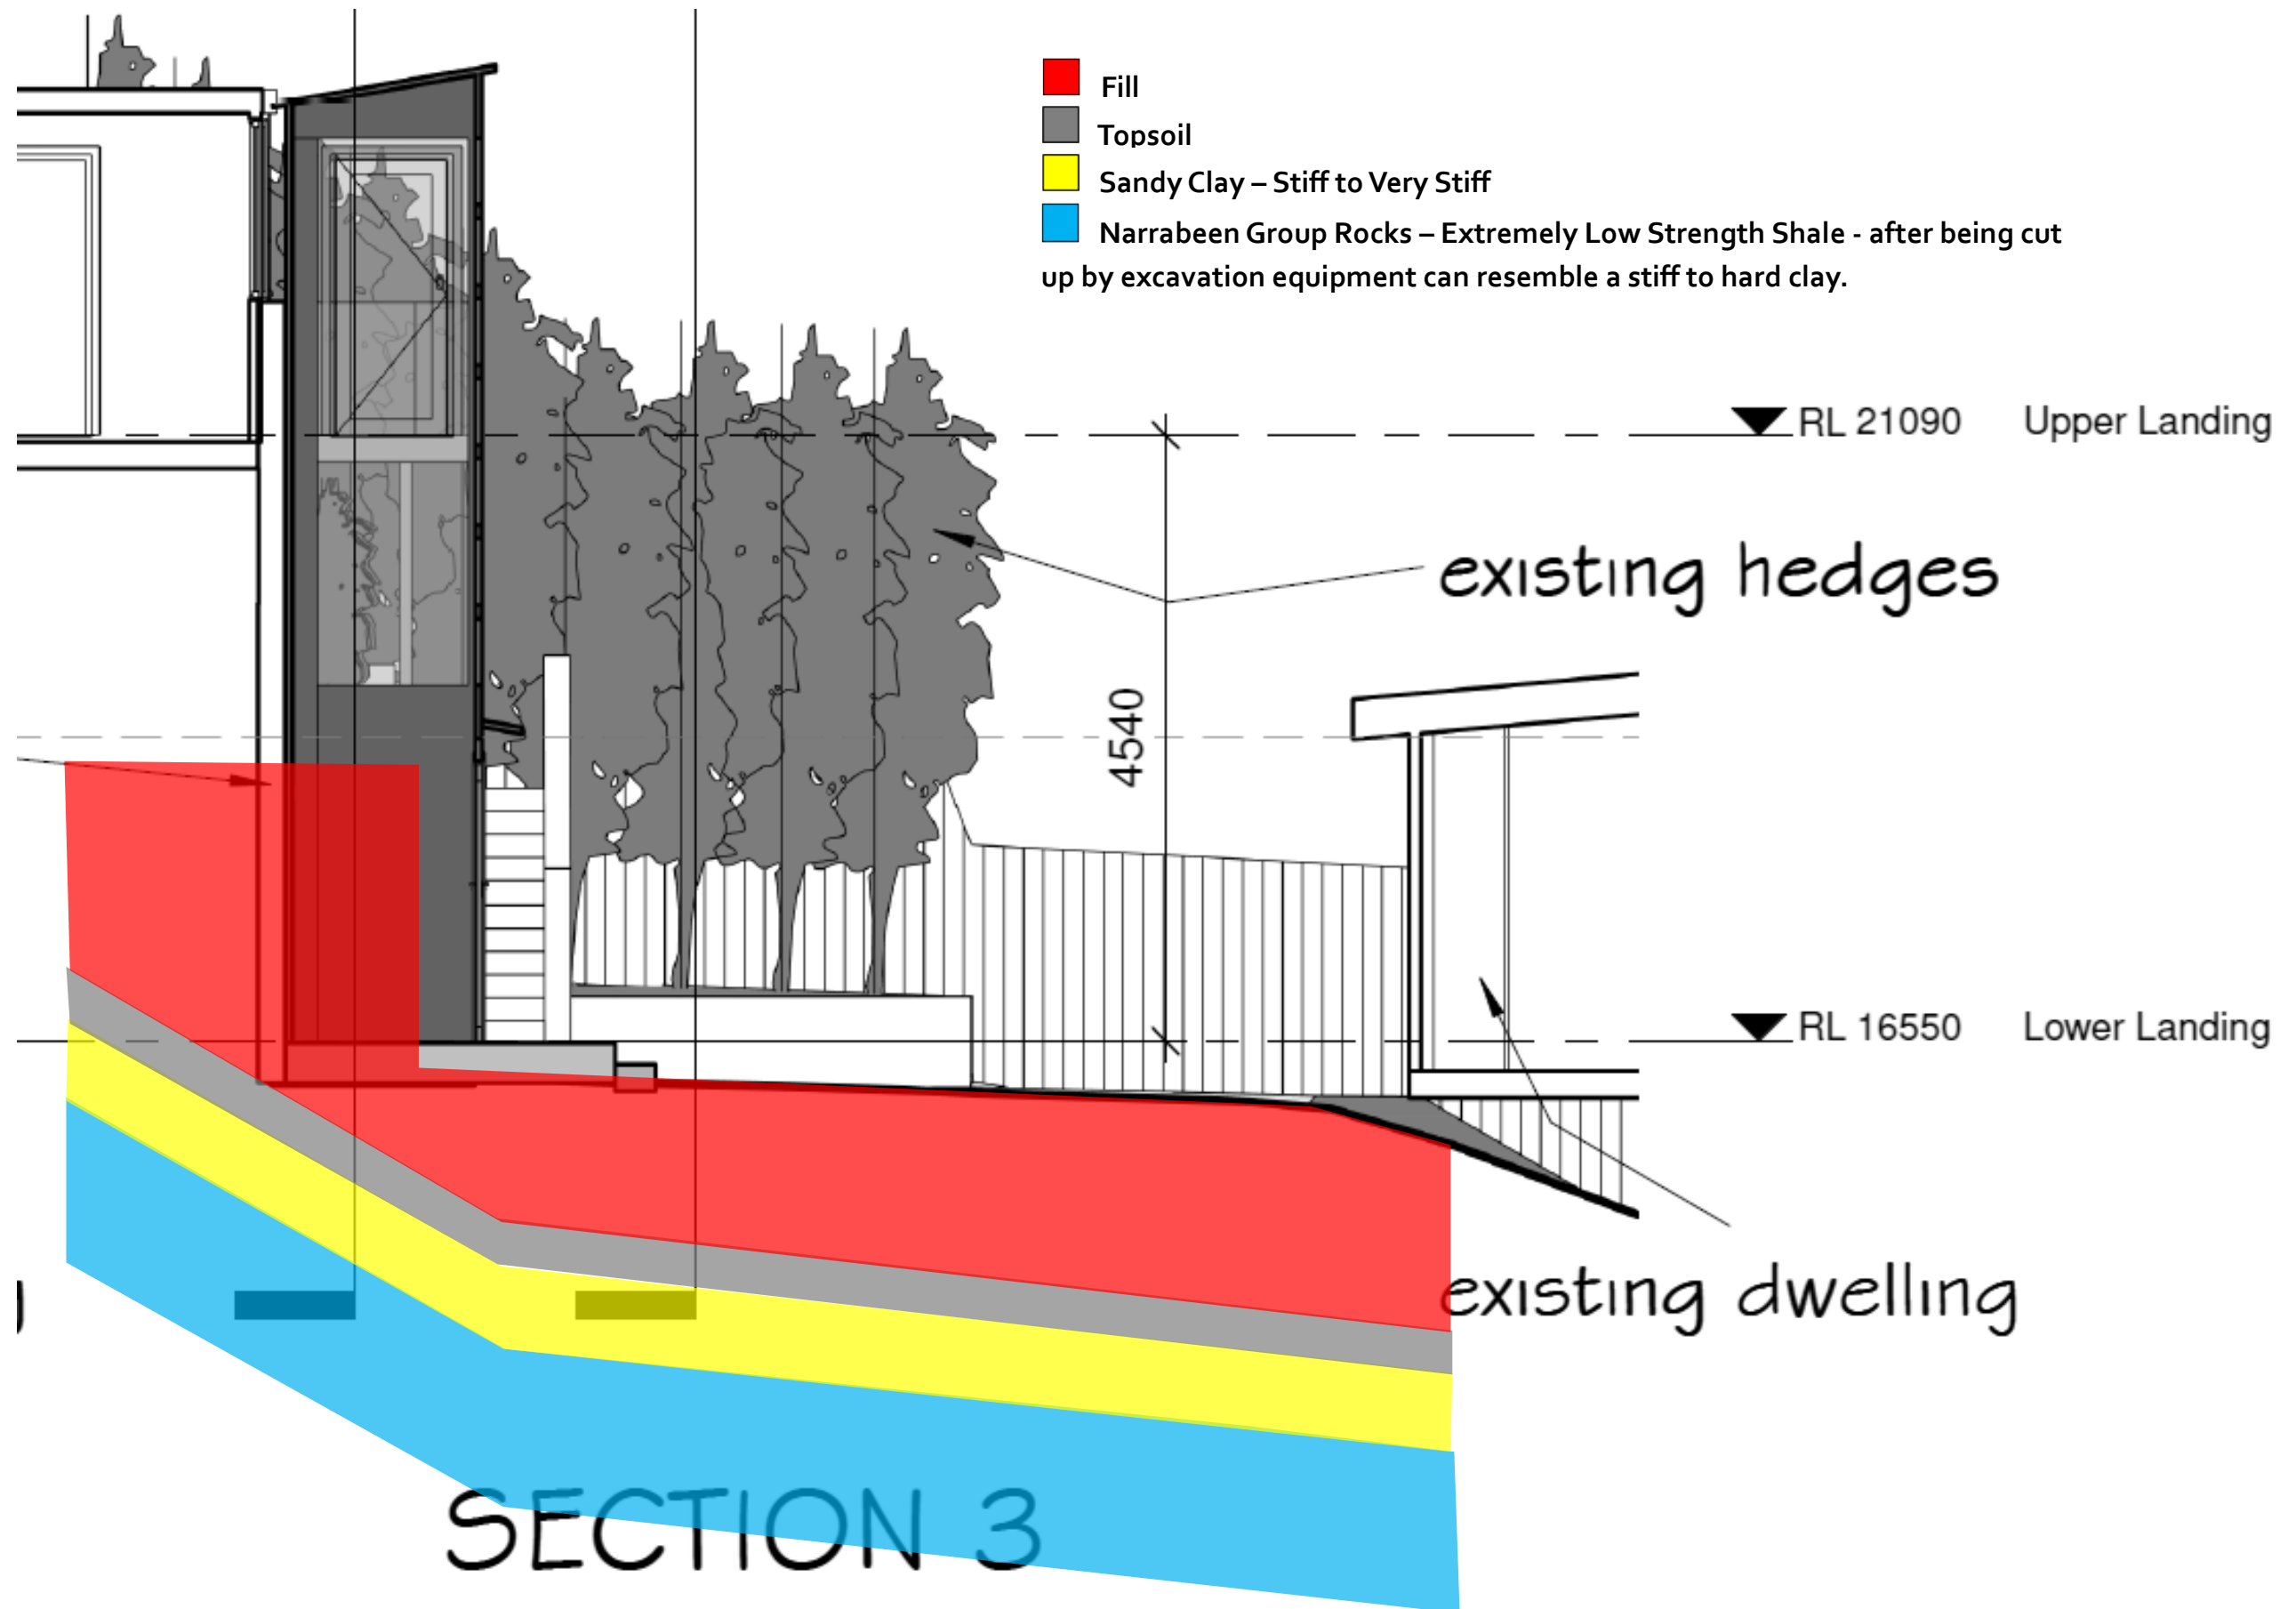 Fill
Topsoil
Sandy Clay – Stiff to Very Stiff
Narrabeen Group Rocks – Extremely Low Strength Shale - after being cut
up by excavation equipment can resemble a stiff to hard clay.
RL 21090 Upper Landing
existing hedges
4540
RL 16550 Lower Landing
existing dwelling
SECTION 3